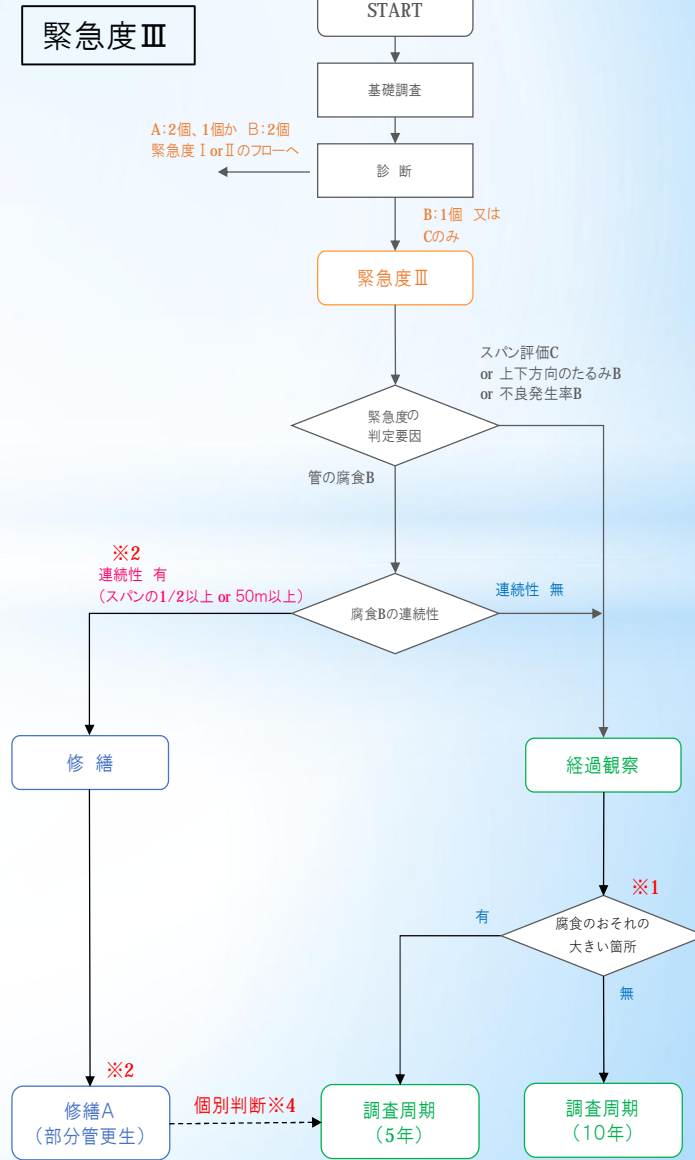 緊急度Ⅲ
START
基礎調査
A:2個、1個か B:2個
緊急度ⅠorⅡのフローへ
診 断
B:1個 又は
Cのみ
緊急度Ⅲ
スパン評価C
or 上下方向のたるみB
or 不良発生率B
緊急度の
判定要因
管の腐食B
※2
連続性 有
(スパンの1/2以上 or 50m以上)
腐食Bの連続性
連続性 無
修 繕
経過観察
※1
有
腐食のおそれの
大きい箇所
無
※2
修繕A
(部分管更生)
個別判断※4
調査周期
(5年)
調査周期
(10年)